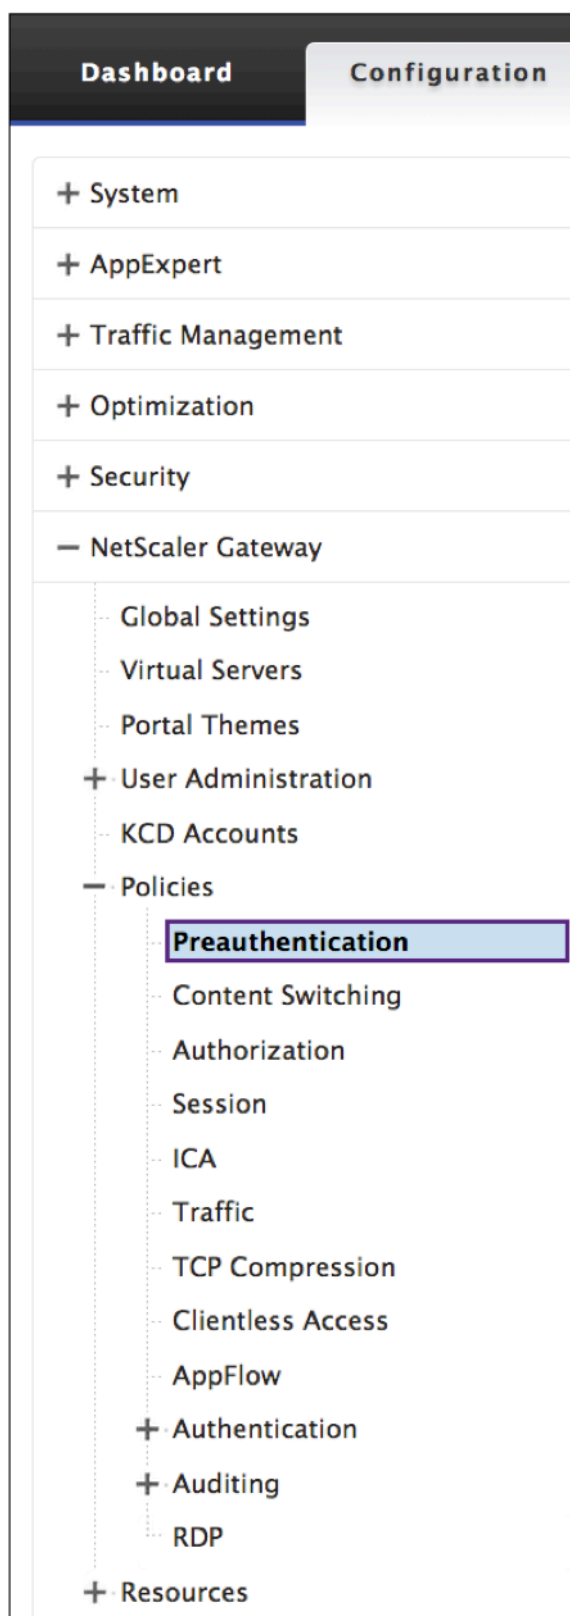 Dashboard Configuration
System
AppExpert
Traffic Management
Optimization
Security
NetScaler Gateway
Global Settings
Virtual Servers
Portal Themes
User Administration
KCD Accounts
Policies
Preauthentication
Content Switching
Authorization
Session
ICA
Traffic
TCP Compression
Clientless Access
AppFlow
Authentication
Auditing
RDP
Resources